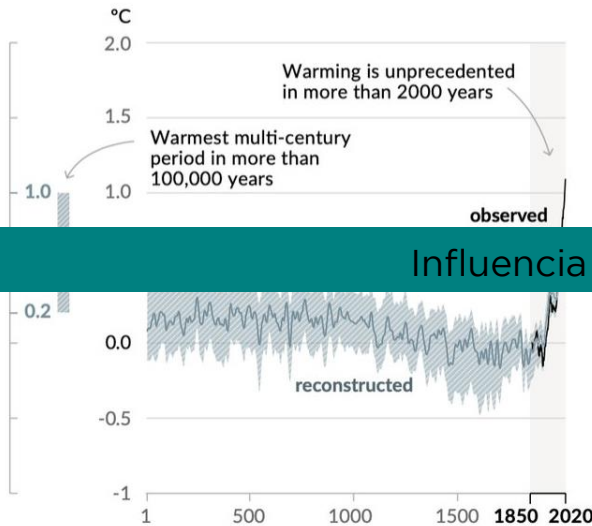 °C
2.0
Warming is unprecedented
in more than 2000 years
1.5
Warmest multi-century
period in more than
100,000 years
1.0
1.0
observed
Influencia
0.2
0.0
reconstructed
-0.5
-1
1 500 1000 1500 1850 2020